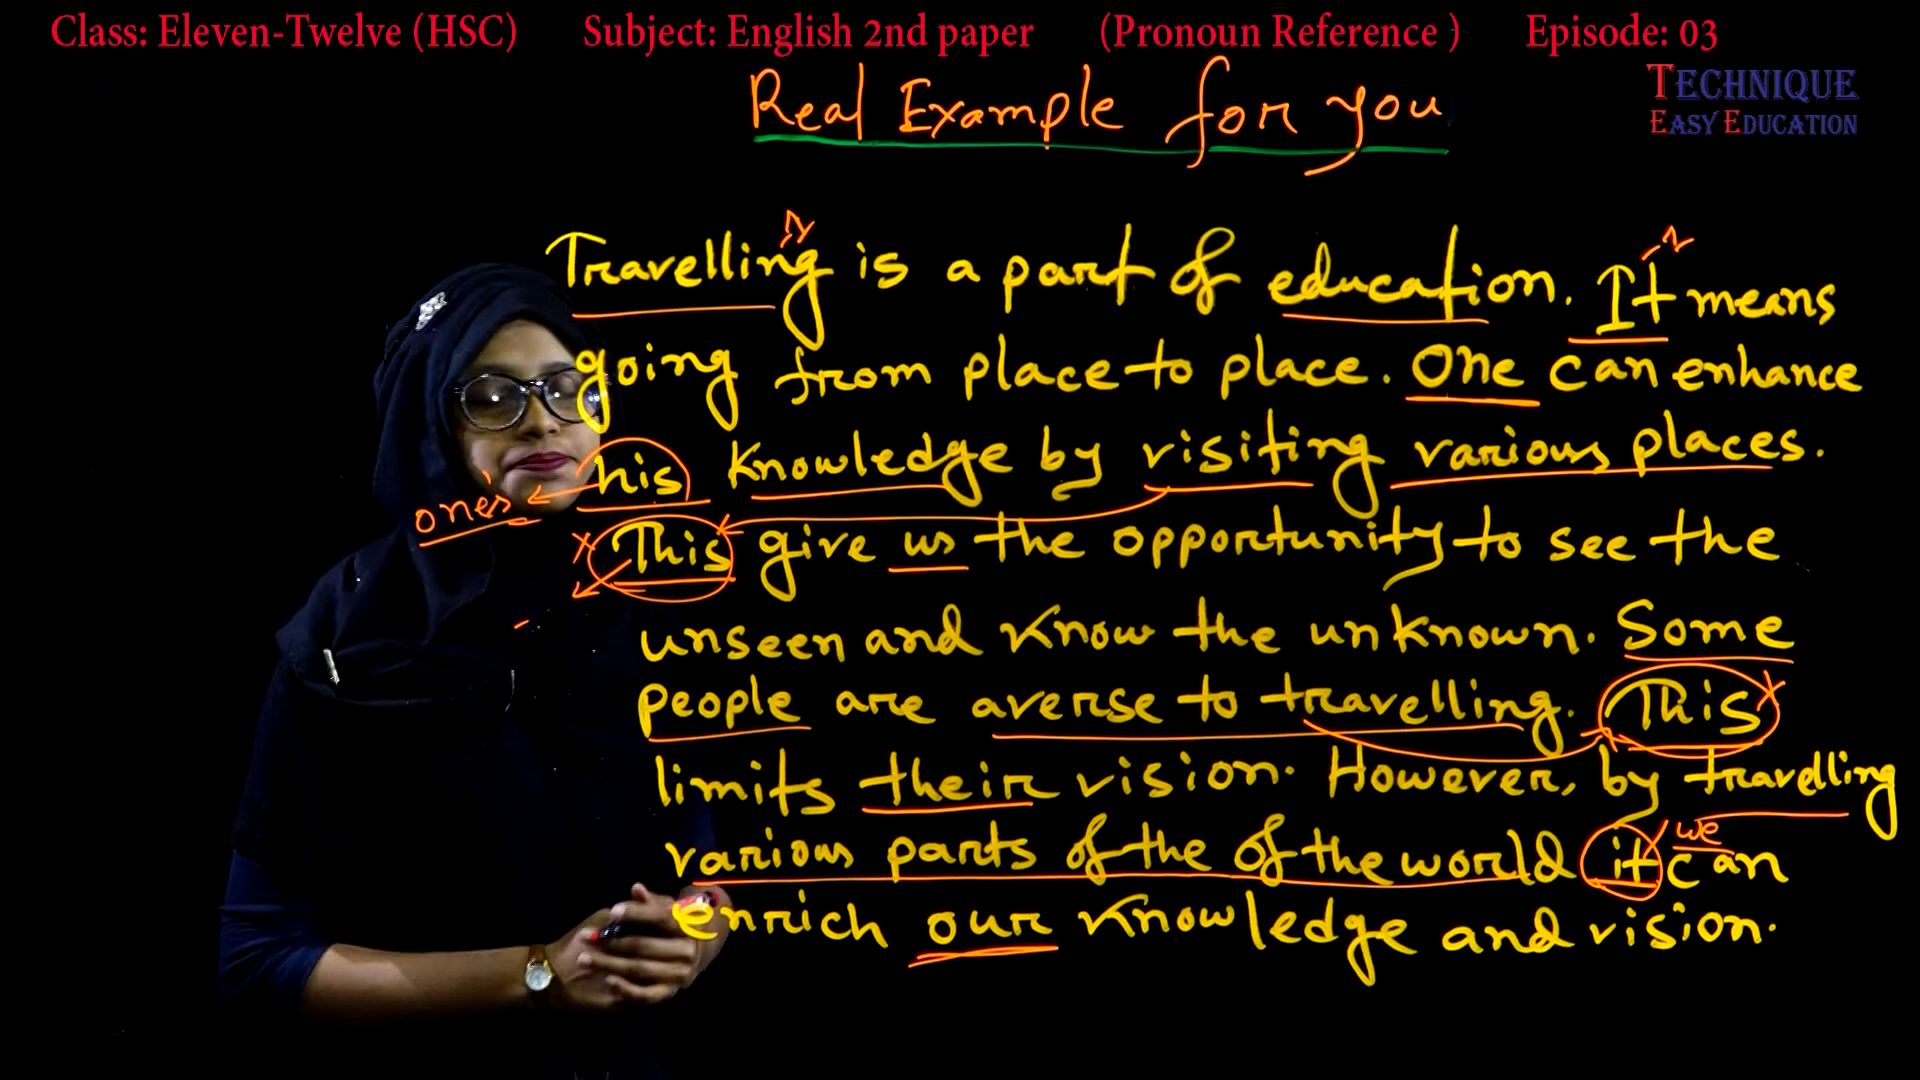 Class: Eleven-Twelve (HSC) Subject: English 2nd paper (Pronoun Reference ) Episode: 03
TECHNIQUE
EASY EDUCATION
Real Example for you
N
N
Travelling is a part of education. It means
going from place to place. One can enhance
his knowledge by visiting various places.
one's
x This give us the opportunity to see the
unseen and know the unknown. Some
people are averse to travelling. This x
limits their vision. However, by travelling
we
various parts of the of the world it can
enrich our knowledge and vision.